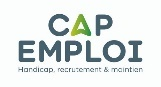 CAP
EMPLOI
Handicap, recrutement & maintien